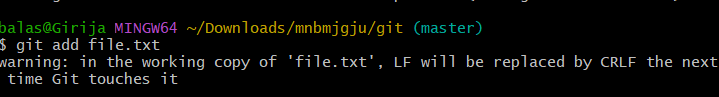 balas@Girija MINGW64 ~/Downloads/mnbmjgju/git (master)
$ git add file.txt
warning: in the working copy of 'file.txt', LF will be replaced by CRLF the next
 time Git touches it